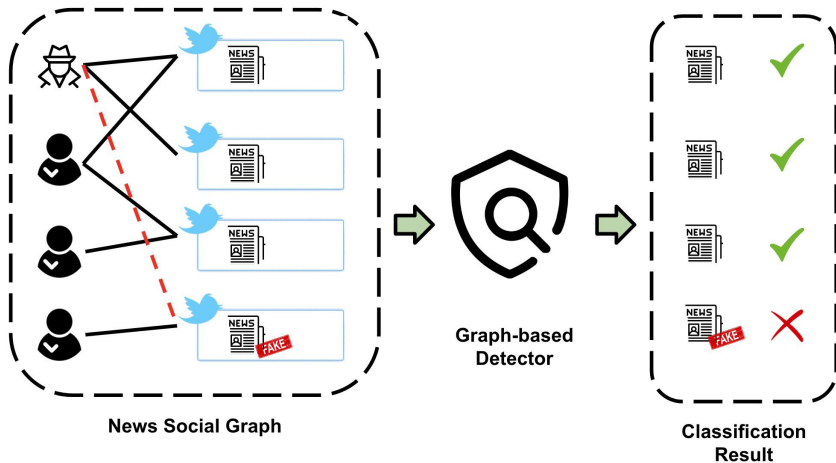 NEWS
NEWS
NEWS
NEWS
FAKE
News Social Graph
Graph-based
Detector
NEWS
NEWS
NEWS
NEWS
FAKE
Classification
Result